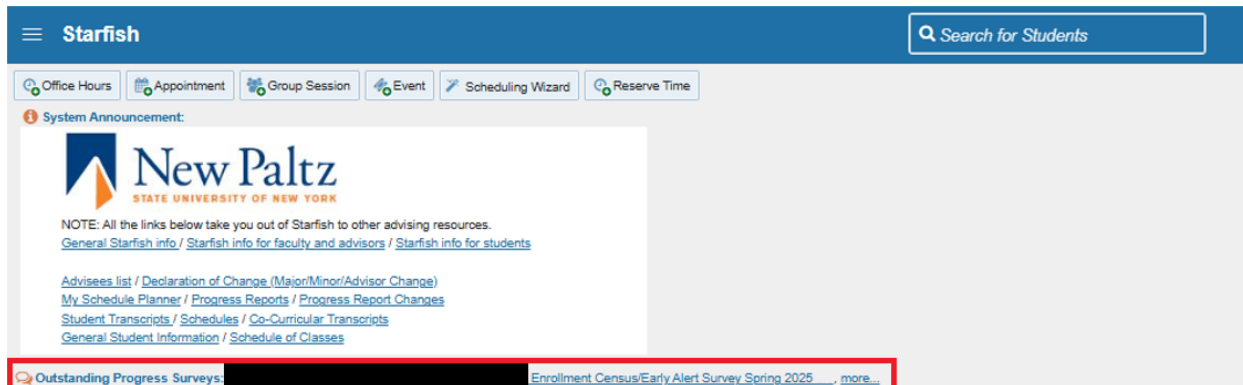 Starfish
Search for Students
Office Hours Appointment Group Session Event Scheduling Wizard Reserve Time
System Announcement:
New Paltz
STATE UNIVERSITY OF NEW YORK
NOTE: All the links below take you out of Starfish to other advising resources.
General Starfish info / Starfish info for faculty and advisors / Starfish info for students
Advisees list / Declaration of Change (Major/Minor/Advisor Change)
My Schedule Planner / Progress Reports / Progress Report Changes
Student Transcripts / Schedules / Co-Curricular Transcripts
General Student Information / Schedule of Classes
Outstanding Progress Surveys: Enrollment Census/Early Alert Survey Spring 2025 , more...